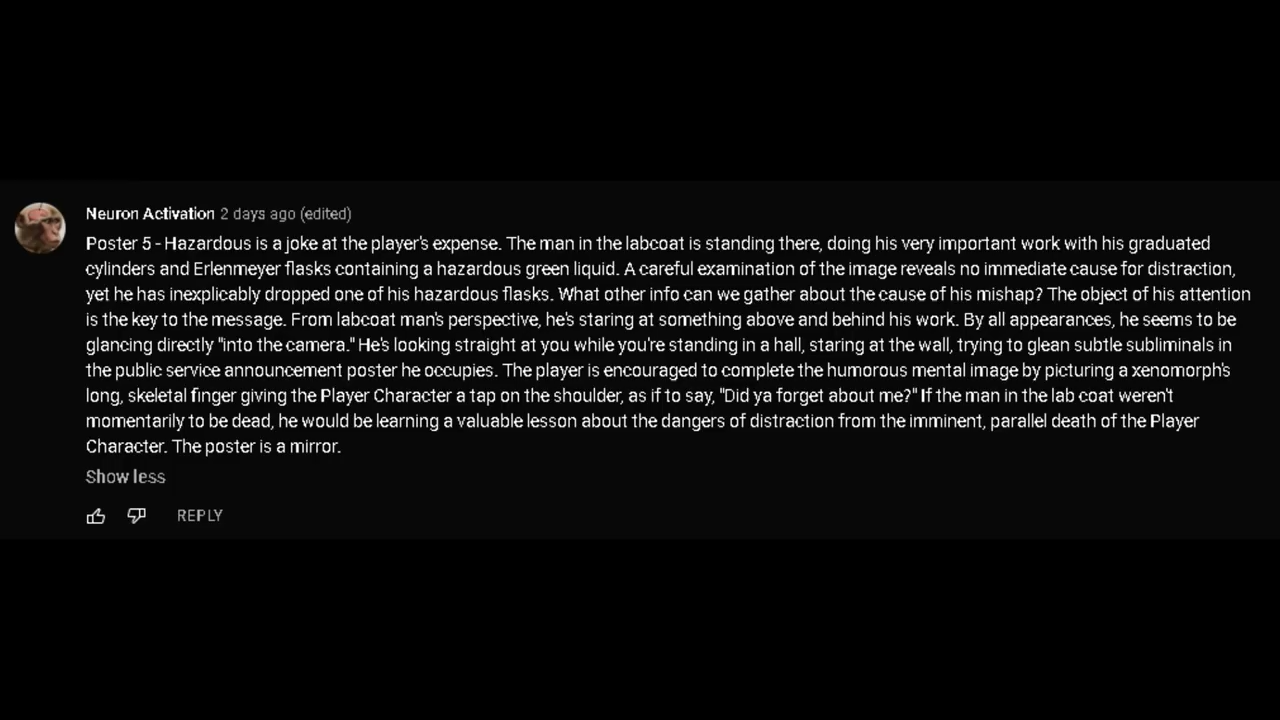 Neuron Activation 2 days ago (edited)
Poster 5 - Hazardous is a joke at the player's expense. The man in the labcoat is standing there, doing his very important work with his graduated
cylinders and Erlenmeyer flasks containing a hazardous green liquid. A careful examination of the image reveals no immediate cause for distraction,
yet he has inexplicably dropped one of his hazardous flasks. What other info can we gather about the cause of his mishap? The object of his attention
is the key to the message. From labcoat man's perspective, he's staring at something above and behind his work. By all appearances, he seems to be
glancing directly "into the camera." He's looking straight at you while you're standing in a hall, staring at the wall, trying to glean subtle subliminals in
the public service announcement poster he occupies. The player is encouraged to complete the humorous mental image by picturing a xenomorph's
long, skeletal finger giving the Player Character a tap on the shoulder, as if to say, "Did ya forget about me?" If the man in the lab coat weren't
momentarily to be dead, he would be learning a valuable lesson about the dangers of distraction from the imminent, parallel death of the Player
Character. The poster is a mirror.
Show less
REPLY